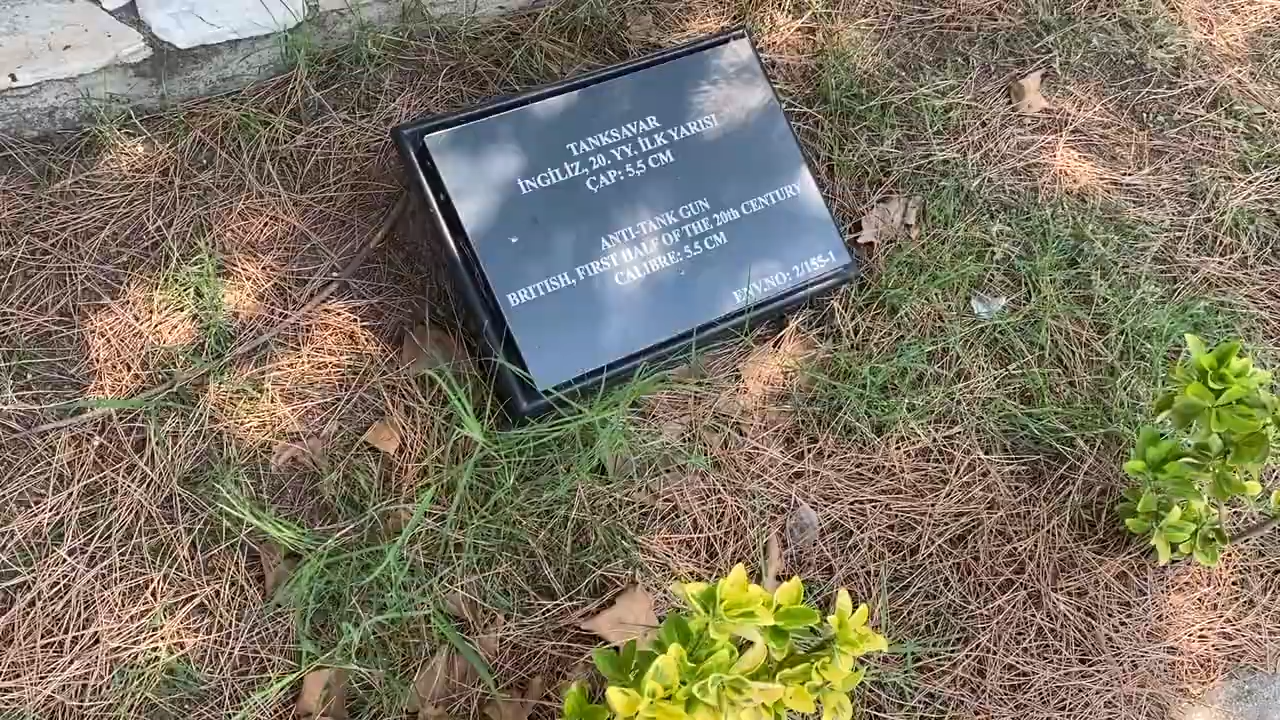 TANKSAVAR
İNGİLİZ, 20. YY. İLK YARISI
ÇAP: 5,5 CM
ANTI-TANK GUN
BRITISH, FIRST HALF OF THE 20th CENTURY
CALIBRE: 5.5 CM
ENV.NO: 2/155-1